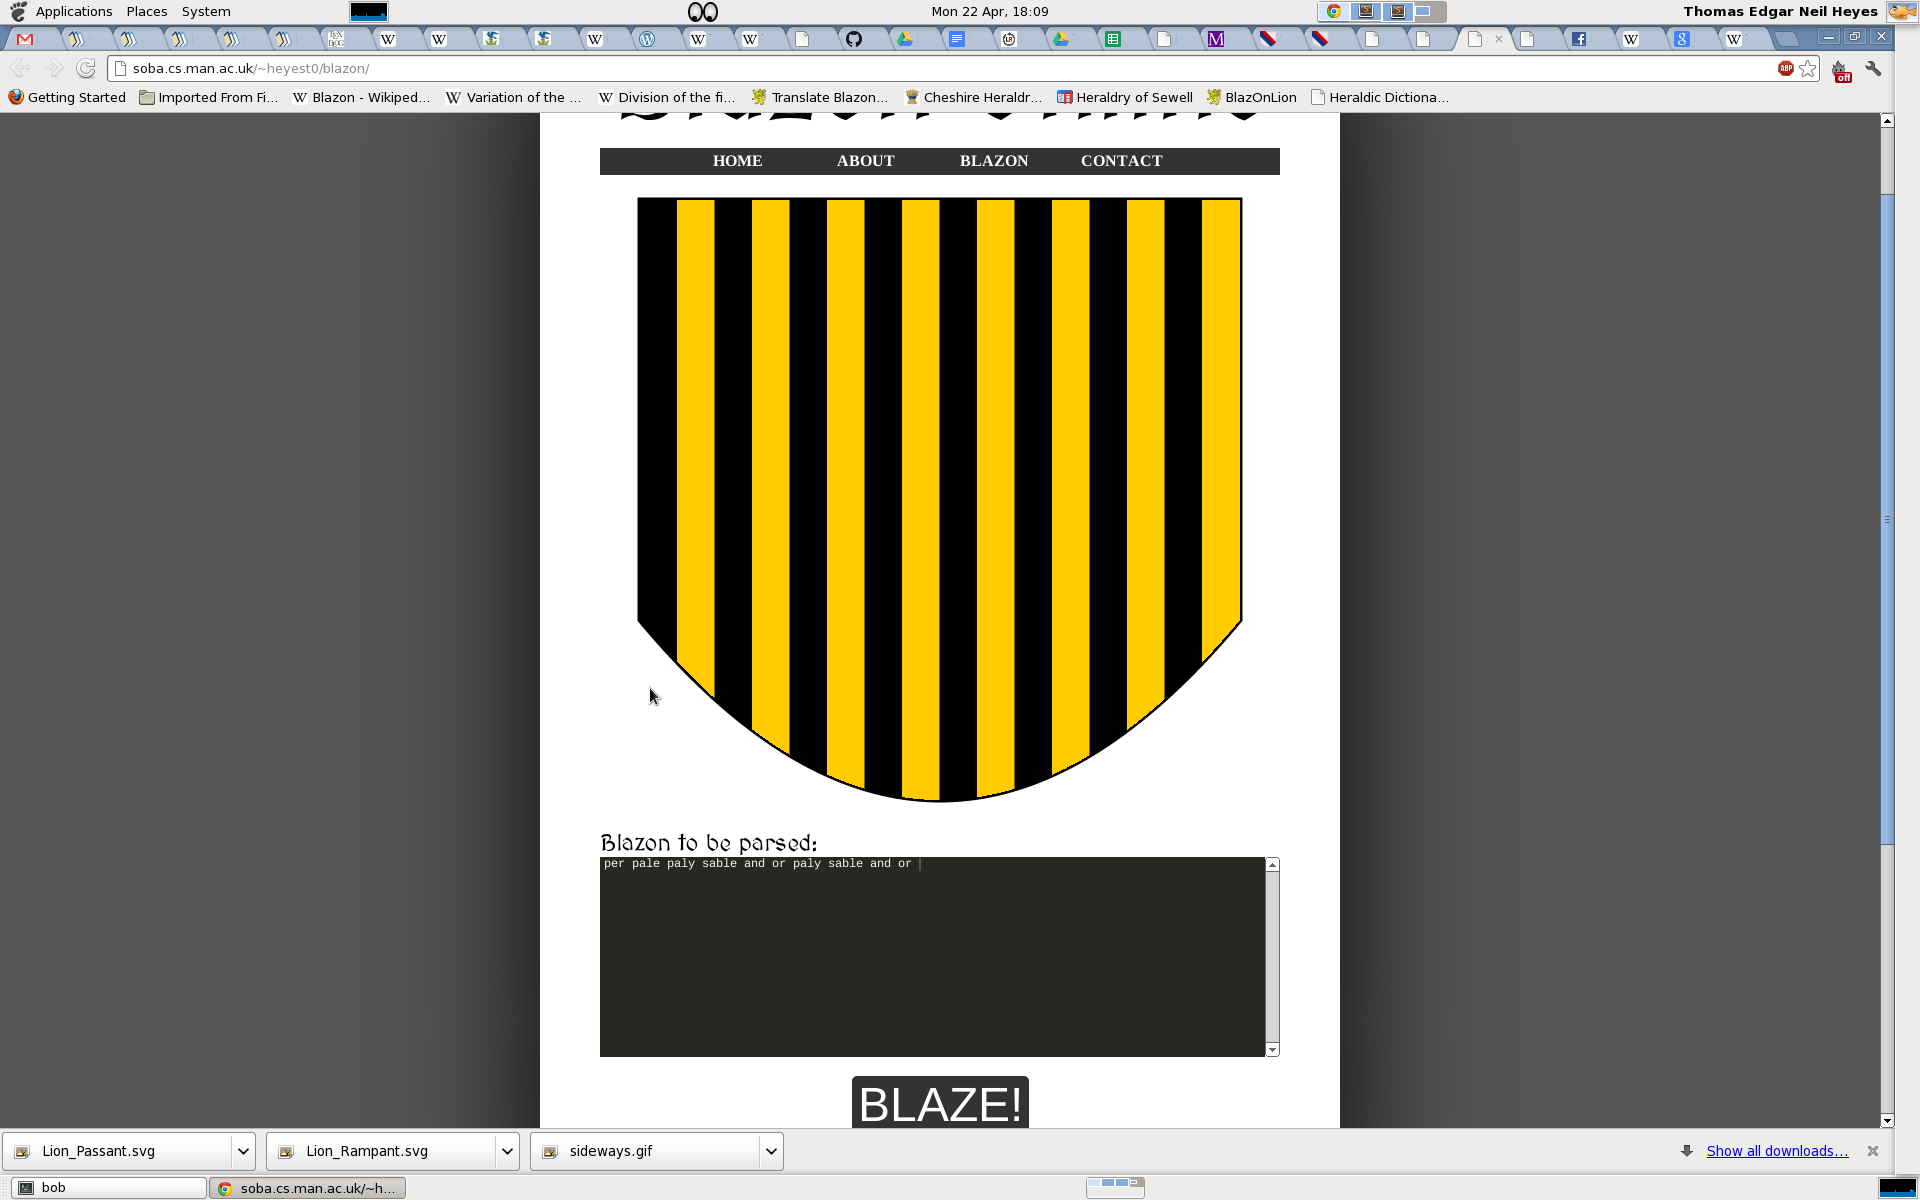 Applications Places System Mon 22 Apr, 18:09 Thomas Edgar Neil Heyes
soba.cs.man.ac.uk/~heyest0/blazon/ ABP off
Getting Started Imported From Fi... Blazon - Wikiped... Variation of the ... Division of the fi... Translate Blazon... Cheshire Heraldr... Heraldry of Sewell BlazOnLion Heraldic Dictiona...
HOME ABOUT BLAZON CONTACT
Blazon to be parsed:
per pale paly sable and or paly sable and or
BLAZE!
Lion_Passant.svg Lion_Rampant.svg sideways.gif Show all downloads...
bob soba.cs.man.ac.uk/~h...